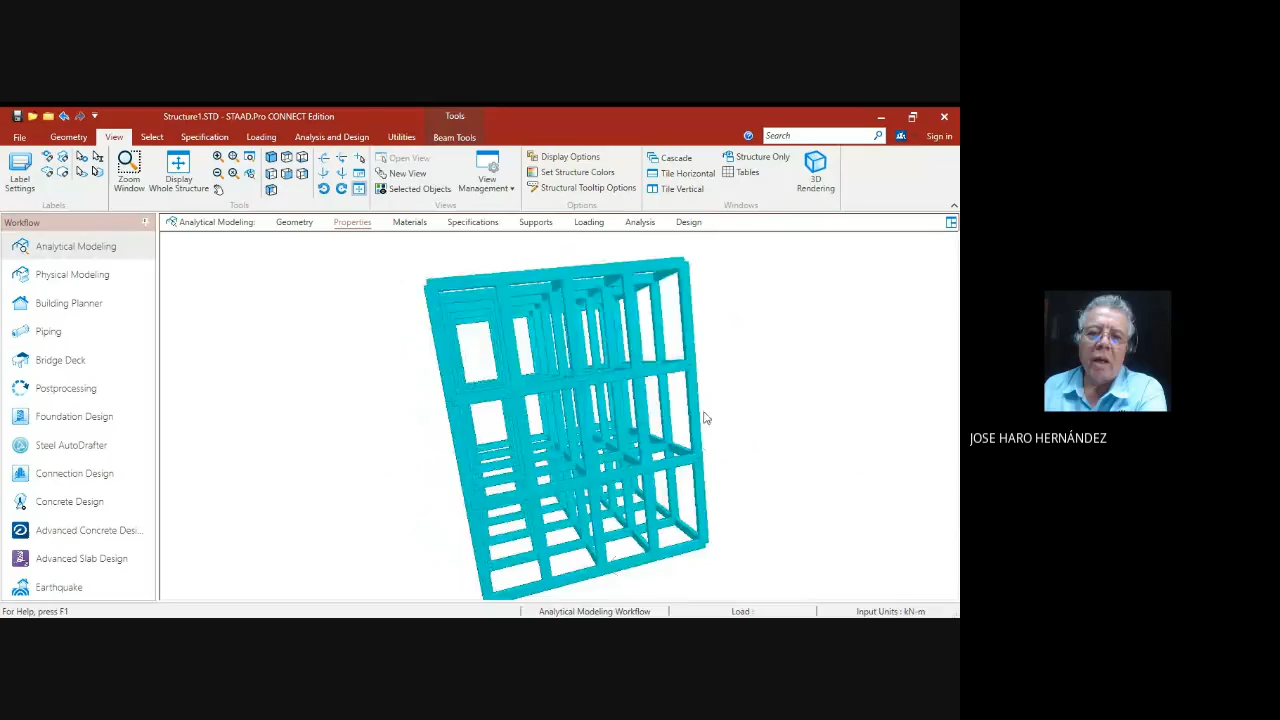 Structure1.STD - STAAD.Pro CONNECT Edition
Tools
File
Geometry
View
Select
Specification
Loading
Analysis and Design
Utilities
Beam Tools
Search
Sign in
Label Settings
Labels
Zoom Window
Display Whole Structure
Tools
Open View
New View
Selected Objects
View Management
Views
Display Options
Set Structure Colors
Structural Tooltip Options
Options
Cascade
Tile Horizontal
Tile Vertical
Structure Only
Tables
Windows
3D Rendering
Workflow
Analytical Modeling:
Geometry
Properties
Materials
Specifications
Supports
Loading
Analysis
Design
Analytical Modeling
Physical Modeling
Building Planner
Piping
Bridge Deck
Postprocessing
Foundation Design
Steel AutoDrafter
Connection Design
Concrete Design
Advanced Concrete Desi...
Advanced Slab Design
Earthquake
JOSE HARO HERNÁNDEZ
For Help, press F1
Analytical Modeling Workflow
Load :
Input Units : kN-m